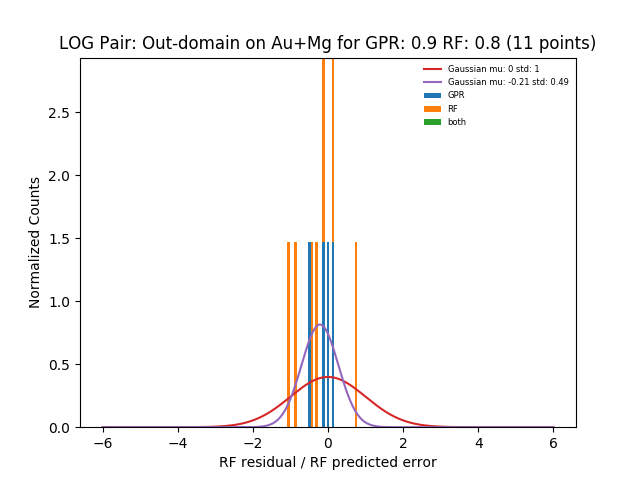 LOG Pair: Out-domain on Au+Mg for GPR: 0.9 RF: 0.8 (11 points)
Gaussian mu: 0 std: 1
Gaussian mu: -0.21 std: 0.49
GPR
RF
both
Normalized Counts
2.5
2.0
1.5
1.0
0.5
0.0
−6 −4 −2 0 2 4 6
RF residual / RF predicted error